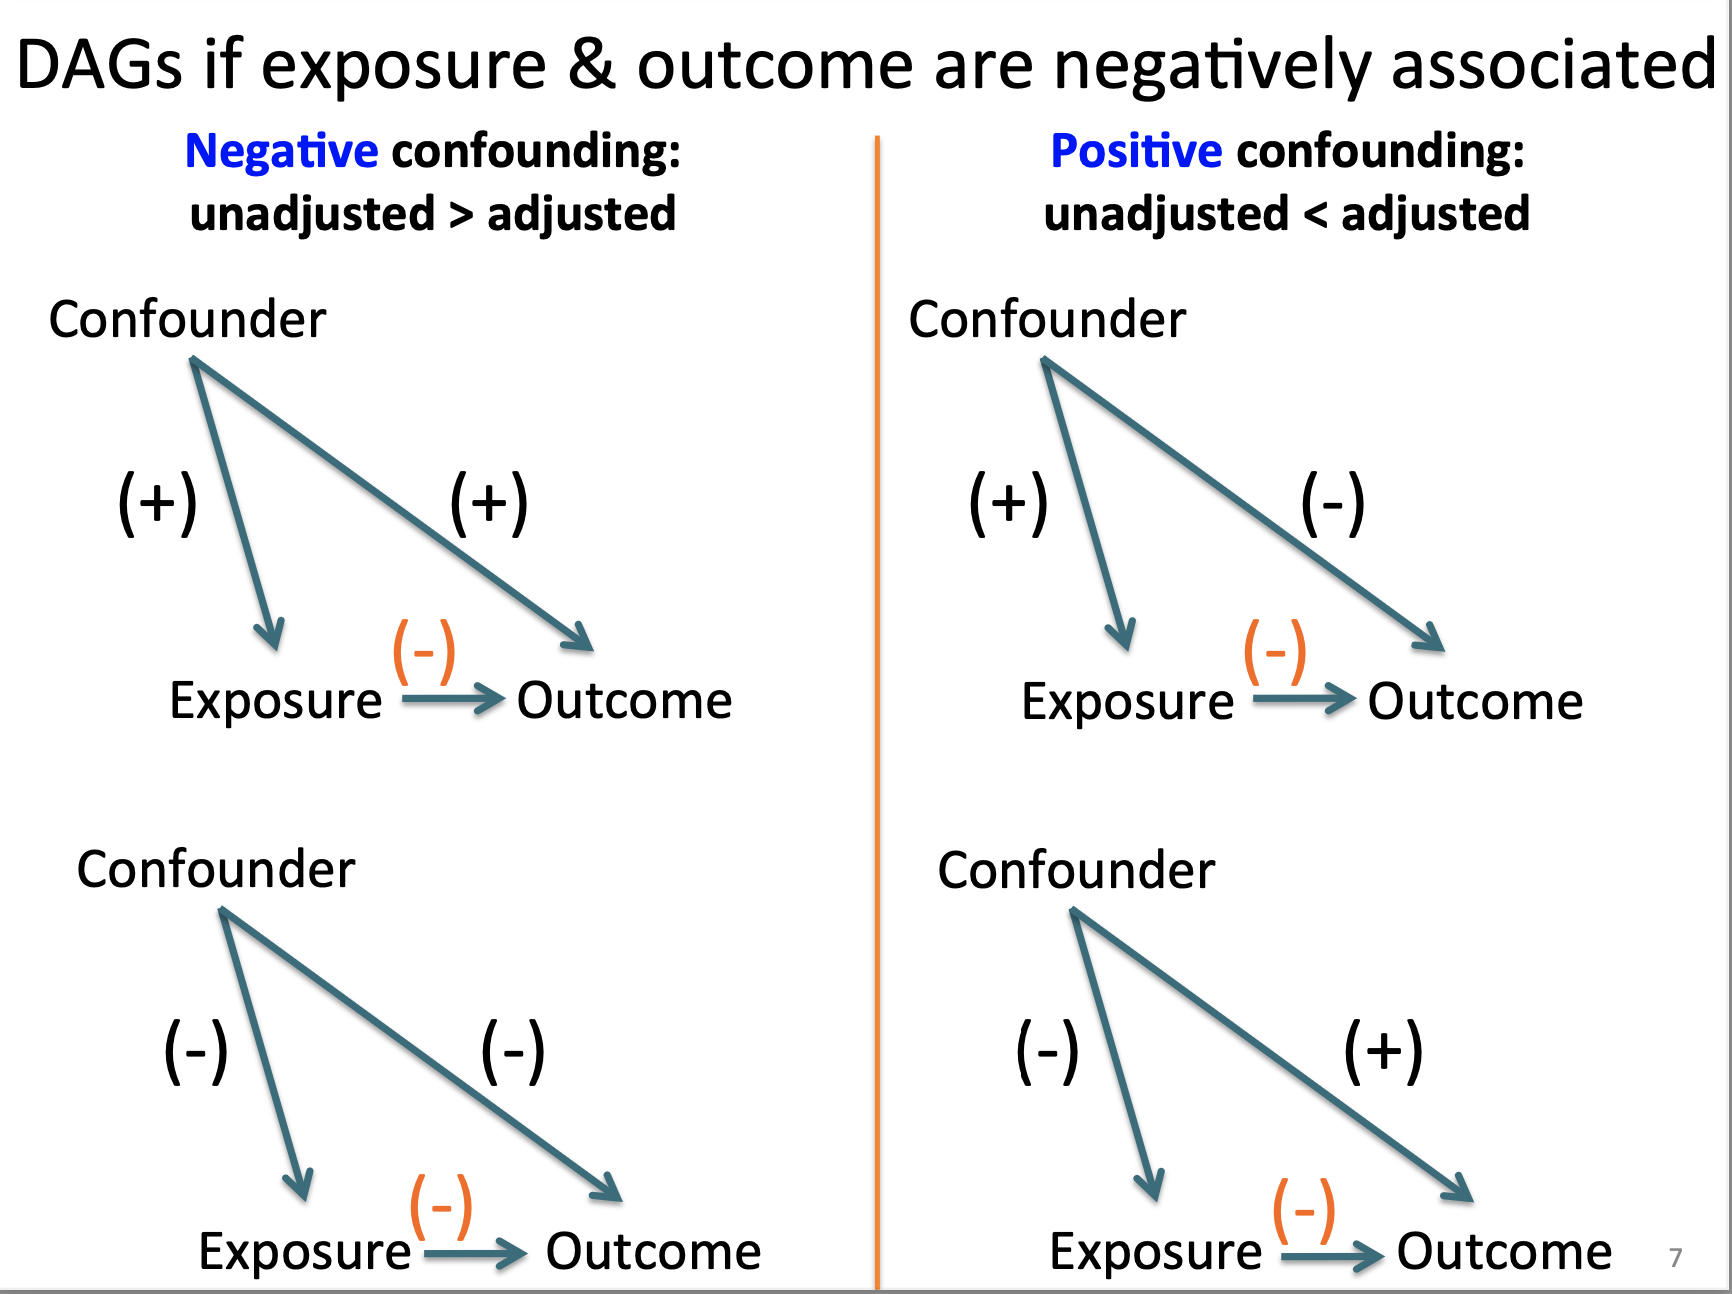 DAGs if exposure & outcome are negatively associated
Negative confounding:
unadjusted > adjusted
Confounder
(+)
(+)
(-)
Exposure
Outcome
Confounder
(-)
(-)
(-)
Exposure
Outcome
Positive confounding:
unadjusted < adjusted
Confounder
(+)
(-)
(-)
Exposure
Outcome
Confounder
(-)
(+)
(-)
Exposure
Outcome
7